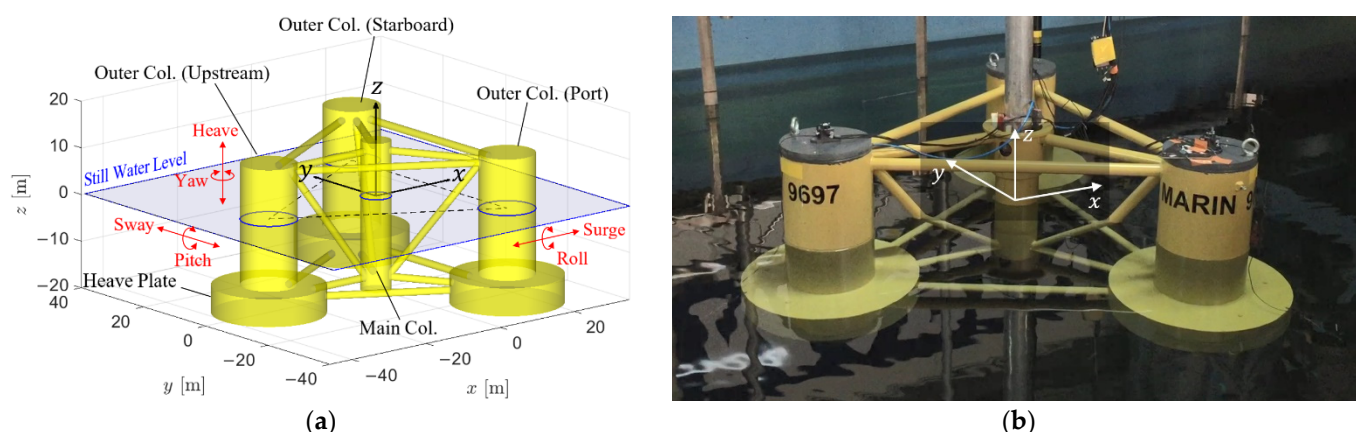 Outer Col. (Starboard)
Outer Col. (Upstream)
Outer Col. (Port)
z
20
10
0
−10
−20
z [m]
Heave
Yaw
Still Water Level
y
x
Sway
Pitch
Surge
Roll
Heave Plate
Main Col.
40
20
0
−20
−40
y [m]
−40
−20
0
20
x [m]
(a)
z
y
x
9697
MARIN 9
(b)